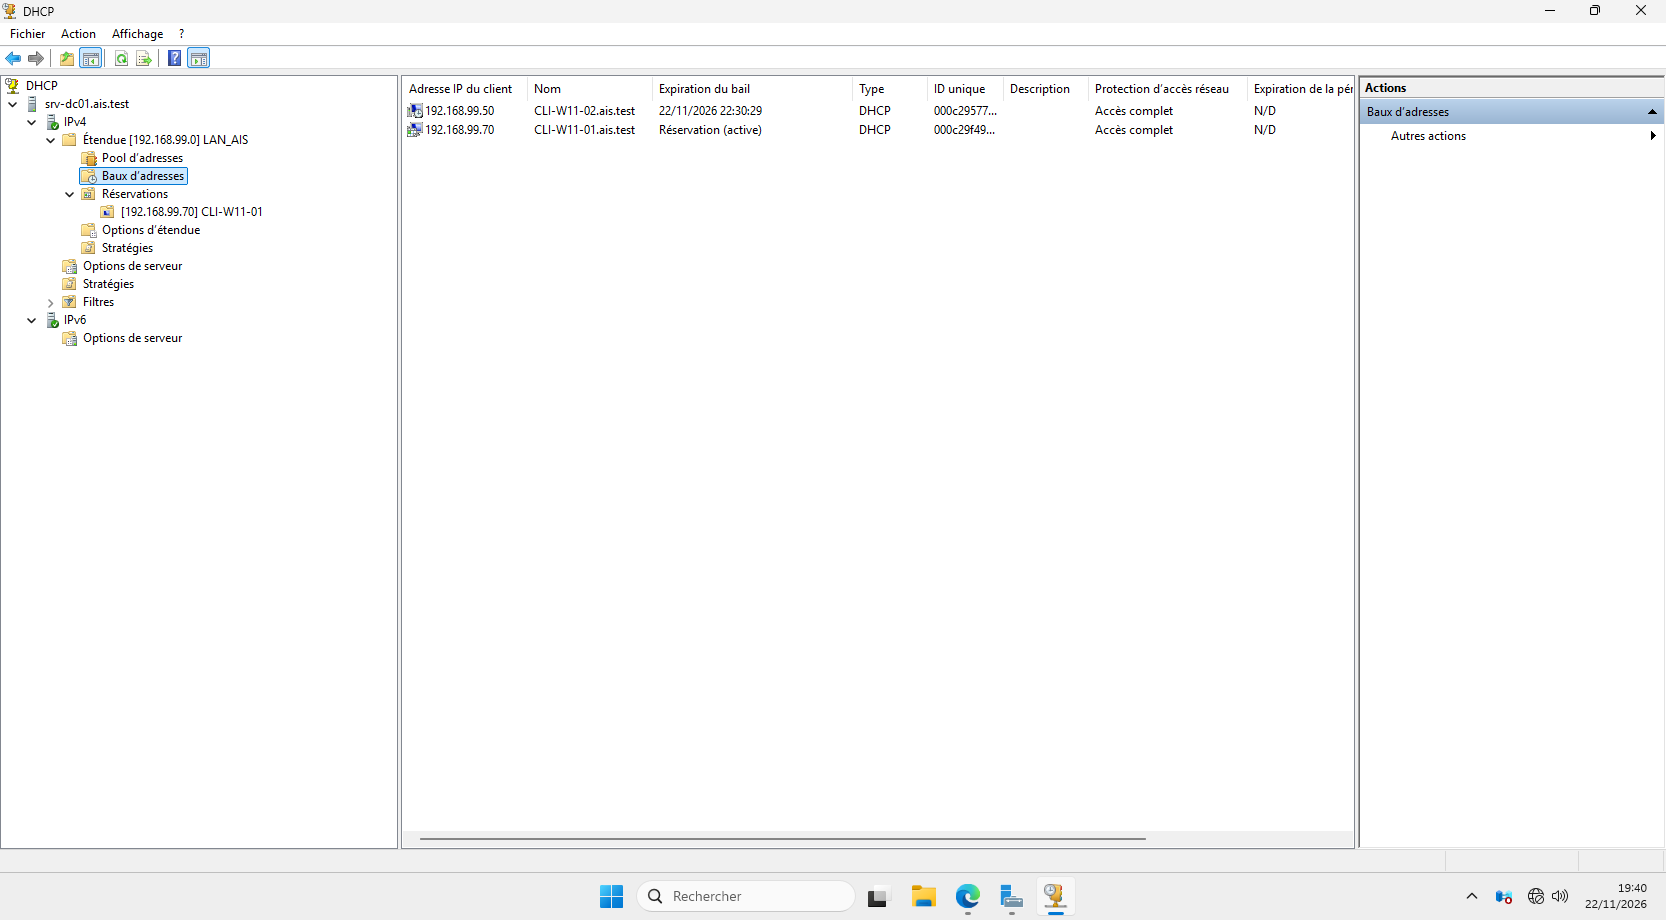 DHCP
Fichier Action Affichage ?
DHCP
srv-dc01.ais.test
IPv4
Étendue [192.168.99.0] LAN_AIS
Pool d'adresses
Baux d'adresses
Réservations
[192.168.99.70] CLI-W11-01
Options d'étendue
Stratégies
Options de serveur
Stratégies
Filtres
IPv6
Options de serveur
Adresse IP du client Nom Expiration du bail Type ID unique Description Protection d'accès réseau Expiration de la pér
192.168.99.50 CLI-W11-02.ais.test 22/11/2026 22:30:29 DHCP 000c29577... Accès complet N/D
192.168.99.70 CLI-W11-01.ais.test Réservation (active) DHCP 000c29f49... Accès complet N/D
Actions
Baux d'adresses
Autres actions
Rechercher
19:40
22/11/2026